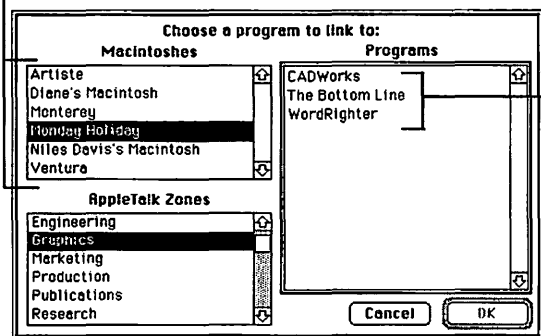 Choose a program to link to:
Macintoshes
Artiste
Diane's Macintosh
Monterey
Monday Holiday
Niles Davis's Macintosh
Ventura
AppleTalk Zones
Engineering
Graphics
Marketing
Production
Publications
Research
Programs
CADWorks
The Bottom Line
WordRighter
Cancel
OK